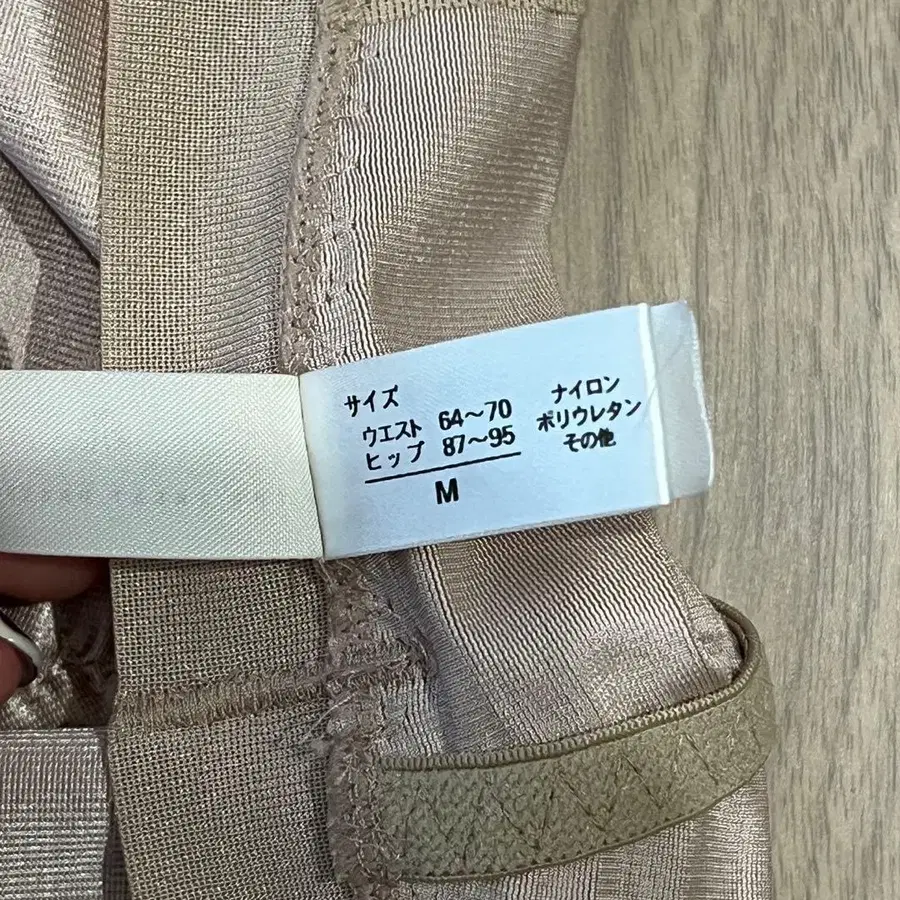 サイズ
ウエスト 64〜70
ヒップ 87〜95
M
ナイロン
ポリウレタン
その他